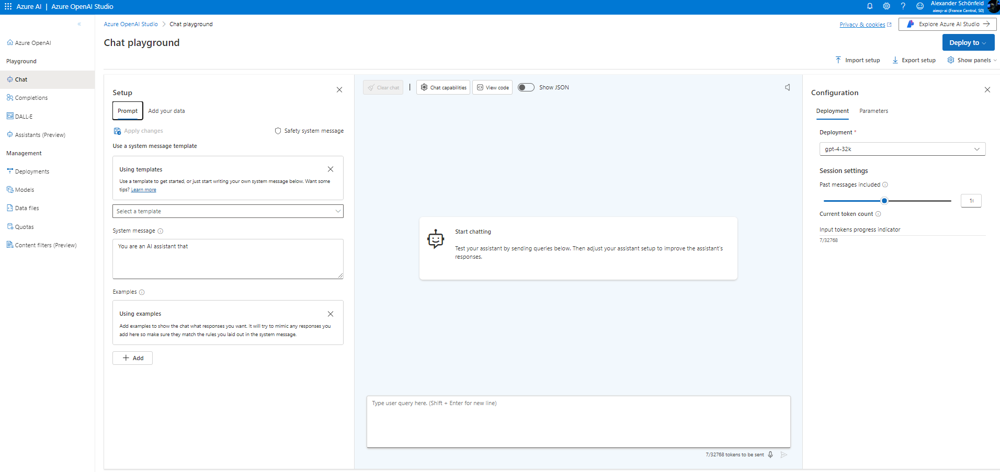 Azure AI | Azure OpenAI Studio
Alexander Schönfeld
aiexp-ai (France Central, S0)
Azure OpenAI Studio > Chat playground
Privacy & cookies
Explore Azure AI Studio
Chat playground
Deploy to
Import setup
Export setup
Show panels
Azure OpenAI
Playground
Chat
Completions
DALL·E
Assistants (Preview)
Management
Deployments
Models
Data files
Quotas
Content filters (Preview)
Setup
Prompt
Add your data
Apply changes
Safety system message
Use a system message template
Using templates
Use a template to get started, or just start writing your own system message below. Want some
tips? Learn more
Select a template
System message
You are an AI assistant that
Examples
Using examples
Add examples to show the chat what responses you want. It will try to mimic any responses you
add here so make sure they match the rules you laid out in the system message.
Add
Clear chat
Chat capabilities
View code
Show JSON
Start chatting
Test your assistant by sending queries below. Then adjust your assistant setup to improve the assistant's
responses.
Type user query here. (Shift + Enter for new line)
7/32768 tokens to be sent
Configuration
Deployment
Parameters
Deployment *
gpt-4-32k
Session settings
Past messages included
Current token count
Input tokens progress indicator
7/32768